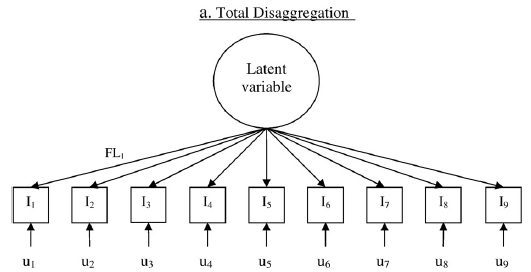 a. Total Disaggregation
Latent
variable
FL₁
I₁ I₂ I₃ I₄ I₅ I₆ I₇ I₈ I₉
u₁ u₂ u₃ u₄ u₅ u₆ u₇ u₈ u₉